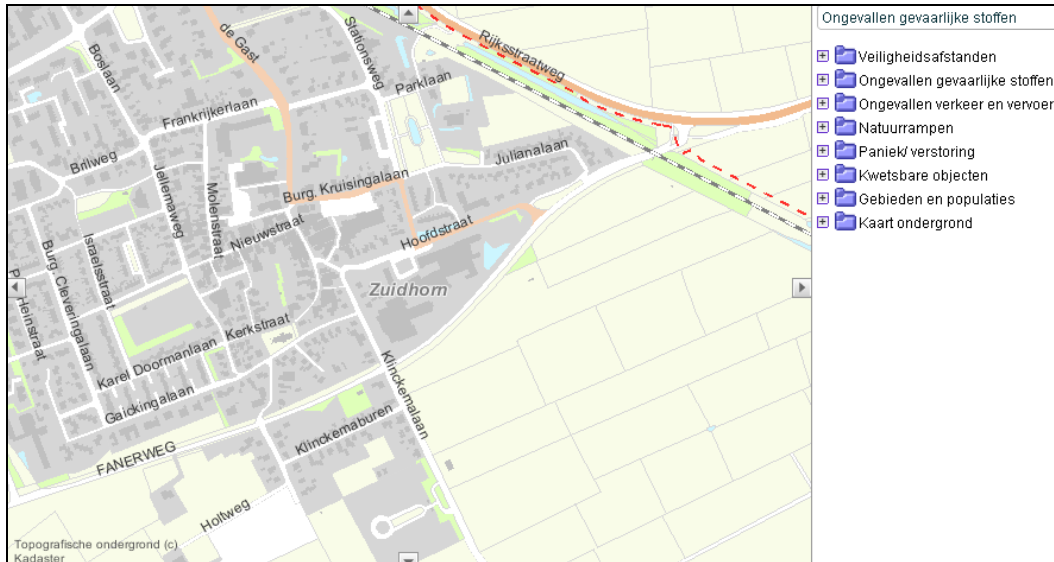 Boslaan
de Gast
Stationsweg
Rijksstraatweg
Parklaan
Frankrijkerlaan
Brilweg
Julianalaan
Jellemaweg
Molenstraat
Burg. Kruisingalaan
Nieuwstraat
Hoofdstraat
Israelsstraat
Burg. Cleveringalaan
P
Heinstraat
Zuidhorn
Kerkstraat
Karel Doormanlaan
Gaickingalaan
Klinckemalaan
Klinckemaburen
FANERWEG
Holtweg
Topografische ondergrond (c)
Kadaster
Ongevallen gevaarlijke stoffen
Veiligheidsafstanden
Ongevallen gevaarlijke stoffen
Ongevallen verkeer en vervoer
Natuurrampen
Paniek/ verstoring
Kwetsbare objecten
Gebieden en populaties
Kaart ondergrond